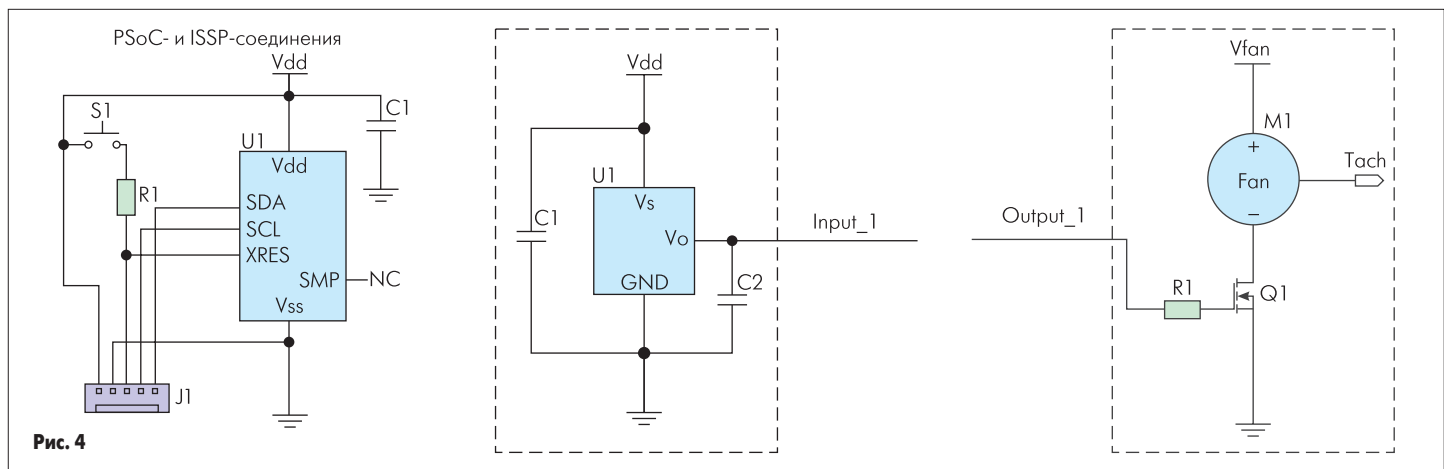 PSoC- и ISSP-соединения
Vdd
C1
S1
U1
Vdd
R1
SDA
SCL
XRES
SMP
NC
Vss
J1
Рис. 4
Vdd
U1
C1
Vs
Vo
GND
C2
Input_1
Output_1
Vfan
M1
+
Fan
–
Tach
R1
Q1